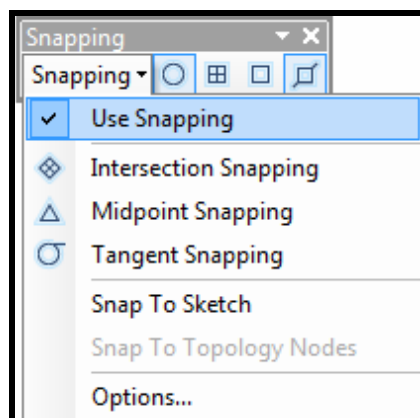 Snapping
Snapping
Use Snapping
Intersection Snapping
Midpoint Snapping
Tangent Snapping
Snap To Sketch
Snap To Topology Nodes
Options...